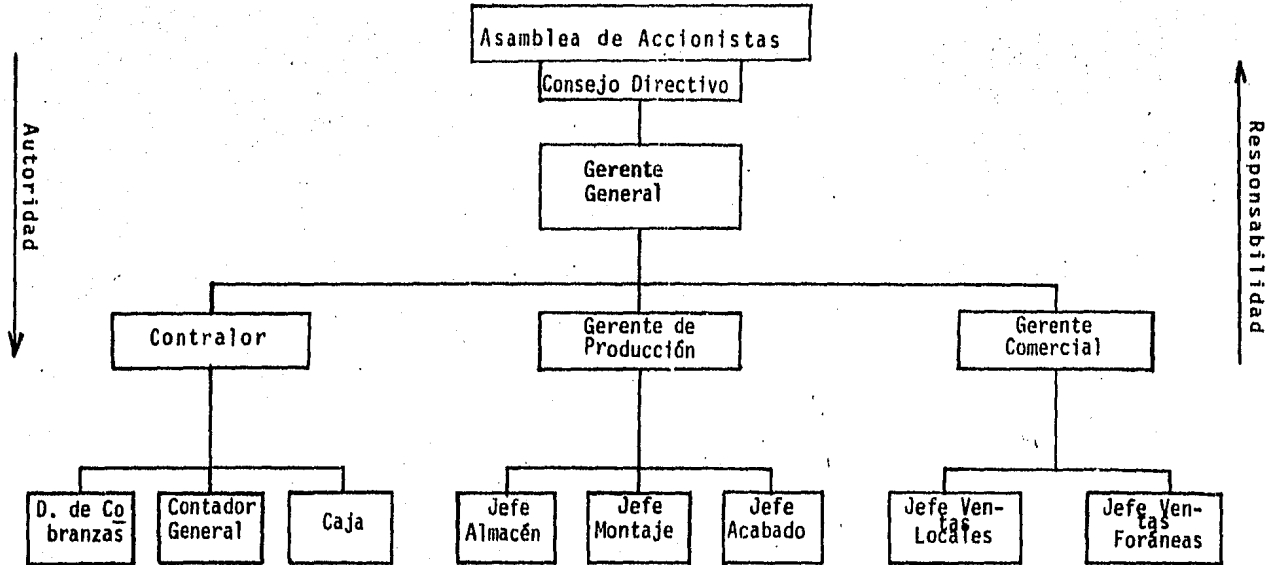 Asamblea de Accionistas
Consejo Directivo
Autoridad
Responsabilidad
Gerente
General
Contralor
Gerente de
Producción
Gerente
Comercial
D. de Co
branzas
Contador
General
Caja
Jefe
Almacén
Jefe
Montaje
Jefe
Acabado
Jefe Ven-
tas
Locales
Jefe Ven-
tas
Foráneas